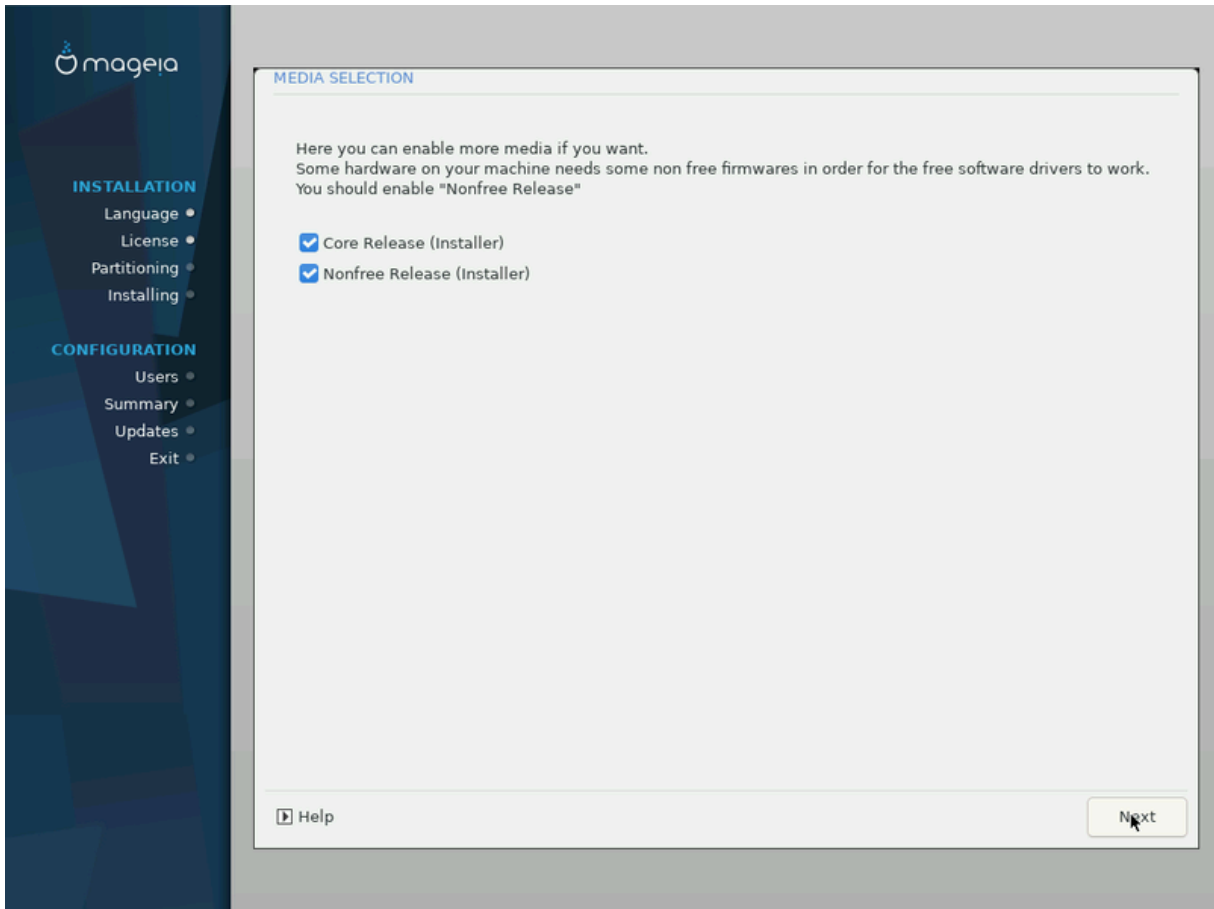 mageia
INSTALLATION
Language
License
Partitioning
Installing
CONFIGURATION
Users
Summary
Updates
Exit
MEDIA SELECTION
Here you can enable more media if you want.
Some hardware on your machine needs some non free firmwares in order for the free software drivers to work.
You should enable "Nonfree Release"
Core Release (Installer)
Nonfree Release (Installer)
Help
Next